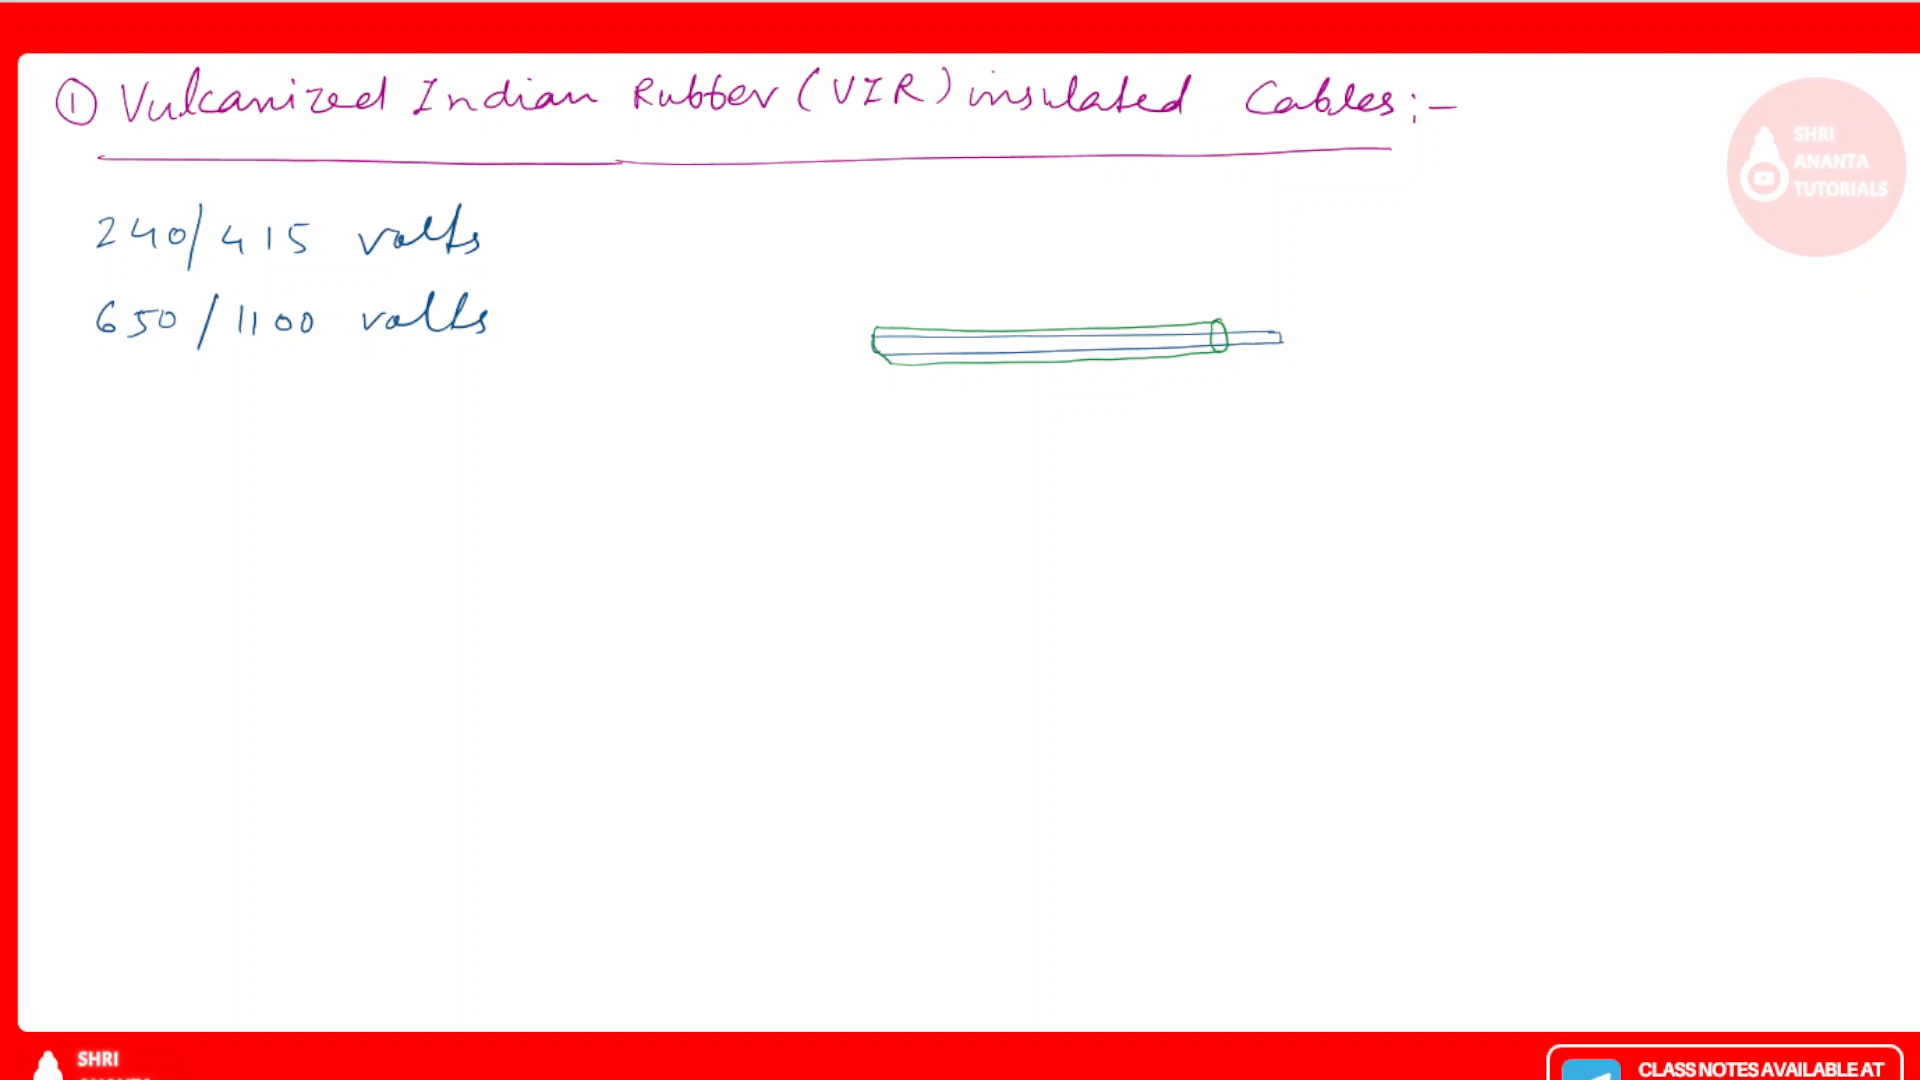 ① Vulcanized Indian Rubber (VIR) insulated Cables :-
SHRI
ANANTA
TUTORIALS
240/415 volts
650/1100 volts
SHRI
CLASS NOTES AVAILABLE AT